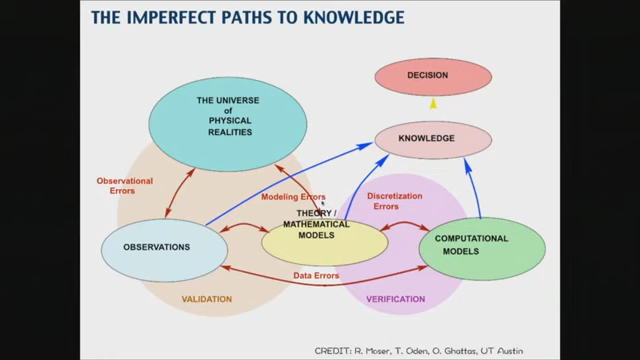 THE IMPERFECT PATHS TO KNOWLEDGE
DECISION
THE UNIVERSE
of
PHYSICAL
REALITIES
KNOWLEDGE
Observational
Errors
Modeling Errors
Discretization
Errors
THEORY /
MATHEMATICAL
MODELS
OBSERVATIONS
COMPUTATIONAL
MODELS
Data Errors
VALIDATION
VERIFICATION
CREDIT: R. Moser, T. Oden, O. Ghattas, UT Austin